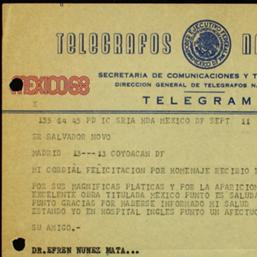 TELEGRAFOS N
MEXICO68
SECRETARIA DE COMUNICACIONES Y T
DIRECCION GENERAL DE TELEGRAFOS NA
TELEGRAM
X
135 64 45 PD IC SRIA HDA MEXICO DF SEPT 11
SR SALVADOR NOVO
MADRID 13---13 COYOACAN DF
MI CORDIAL FELICITACION POR HOMENAJE RECIBIO E
POR SUS MAGNIFICAS PLATICAS Y POR LA APARICION
EXCELENTE OBRA TITULADA MEXICO PUNTO ES SALUDA
PUNTO GRACIAS POR HABERSE INFORMADO MI SALUD
ESTANDO YO EN HOSPITAL INGLES PUNTO UN AFECTUO
SU AMIGO.-
DR.EFREN NUNEZ MATA...